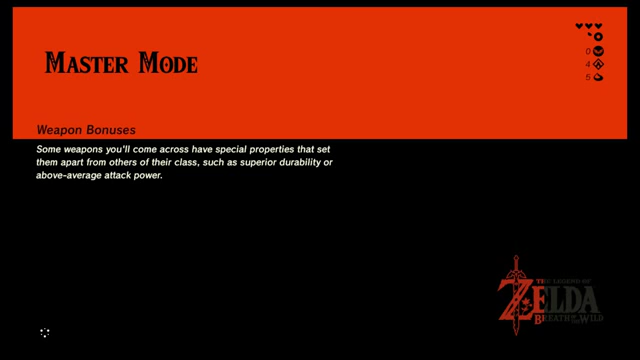 Master Mode
0
4
5
Weapon Bonuses
Some weapons you'll come across have special properties that set
them apart from others of their class, such as superior durability or
above-average attack power.
THE LEGEND OF
ZELDA
BREATH OF THE WILD